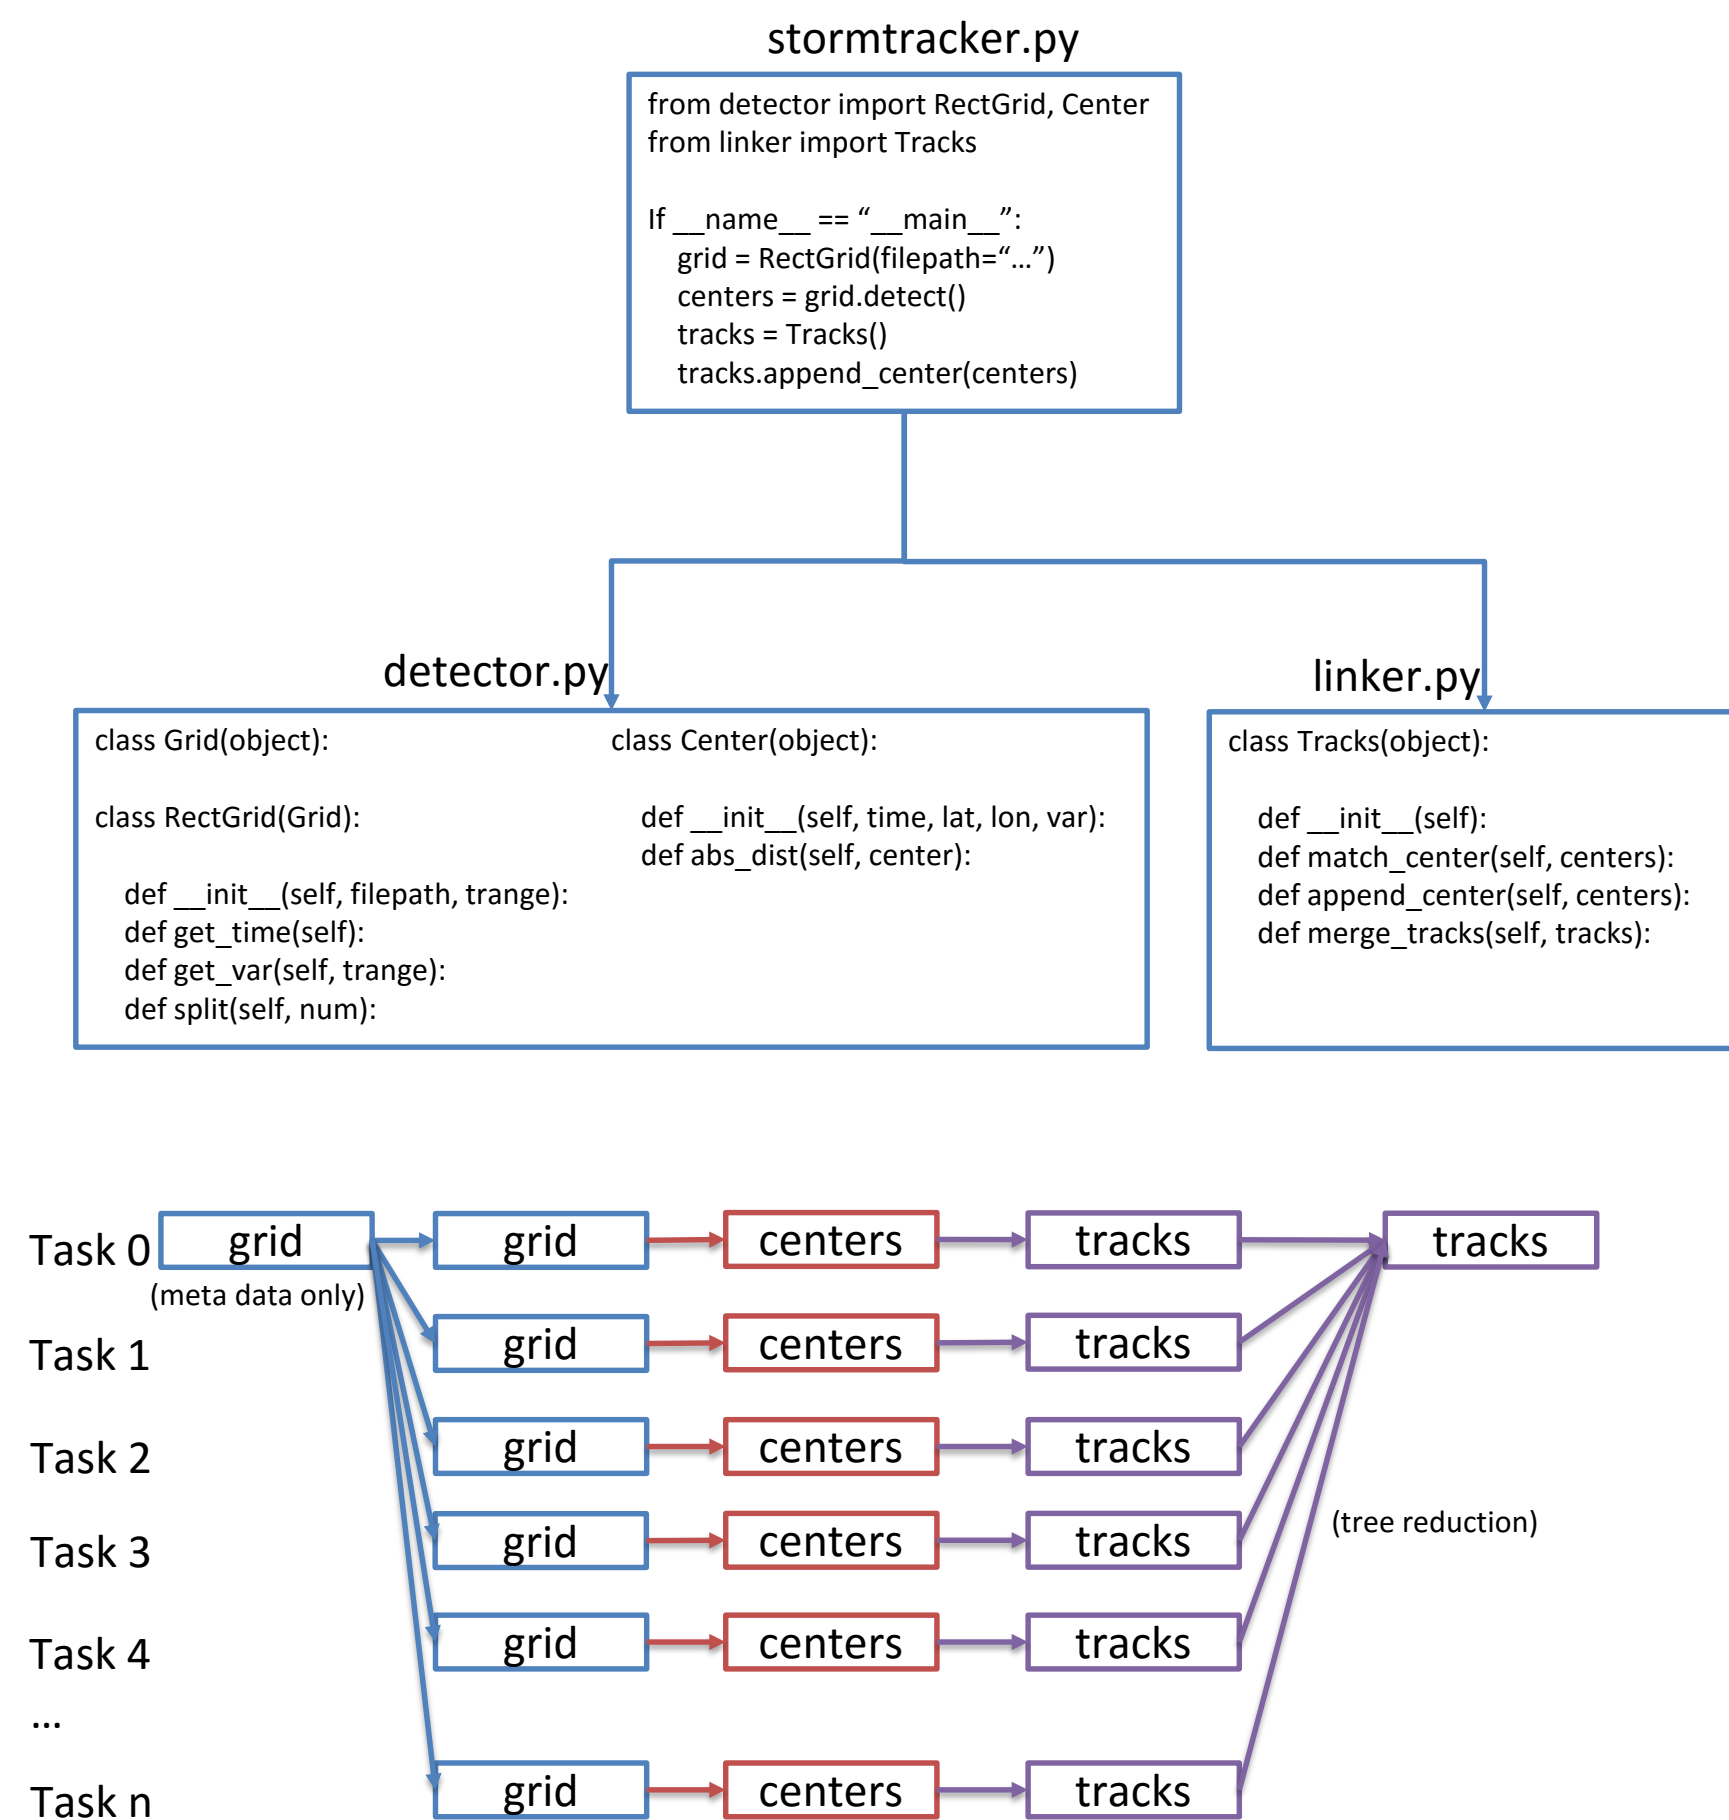 stormtracker.py
from detector import RectGrid, Center
from linker import Tracks
If __name__ == “__main__”:
grid = RectGrid(filepath=“…”)
centers = grid.detect()
tracks = Tracks()
tracks.append_center(centers)
detector.py
class Grid(object):
class RectGrid(Grid):
def __init__(self, filepath, trange):
def get_time(self):
def get_var(self, trange):
def split(self, num):
class Center(object):
def __init__(self, time, lat, lon, var):
def abs_dist(self, center):
linker.py
class Tracks(object):
def __init__(self):
def match_center(self, centers):
def append_center(self, centers):
def merge_tracks(self, tracks):
Task 0 grid grid centers tracks tracks
(meta data only)
Task 1 grid centers tracks
Task 2 grid centers tracks
Task 3 grid centers tracks
(tree reduction)
Task 4 grid centers tracks
…
Task n grid centers tracks